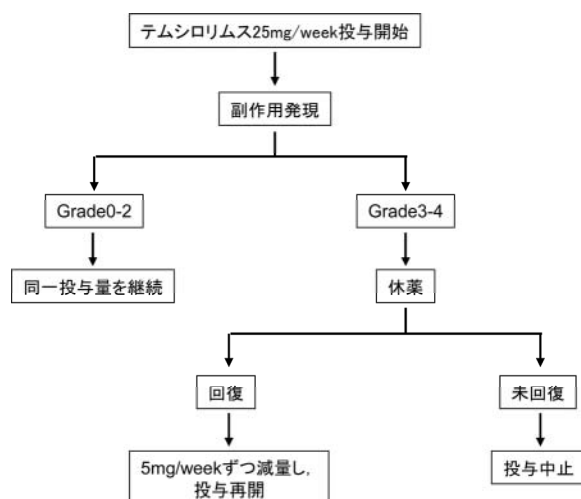 テムシロリムス25mg/week投与開始
副作用発現
Grade0-2
Grade3-4
同一投与量を継続
休薬
回復
未回復
5mg/weekずつ減量し,
投与再開
投与中止